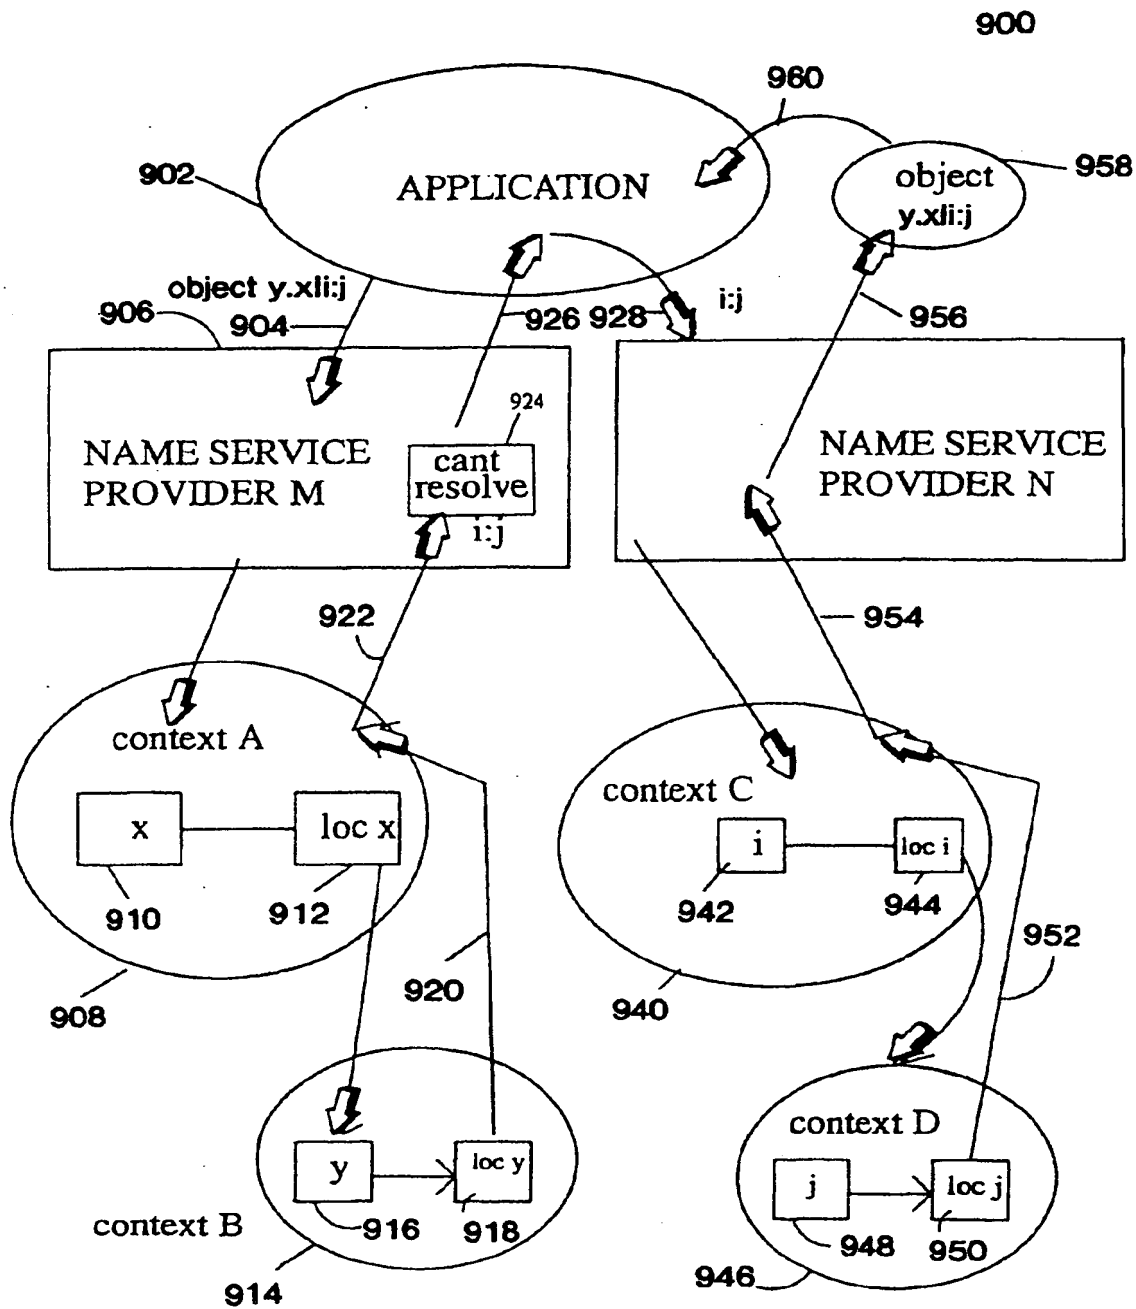 900
960
902
APPLICATION
object
y.xli:j
958
object y.xli:j
906
904
926
928
i:j
956
924
NAME SERVICE
PROVIDER M
cant
resolve
i:j
NAME SERVICE
PROVIDER N
922
954
context A
context C
x
loc x
i
loc i
910
912
942
944
952
920
908
940
context D
y
loc y
j
loc j
context B
916
918
948
950
914
946